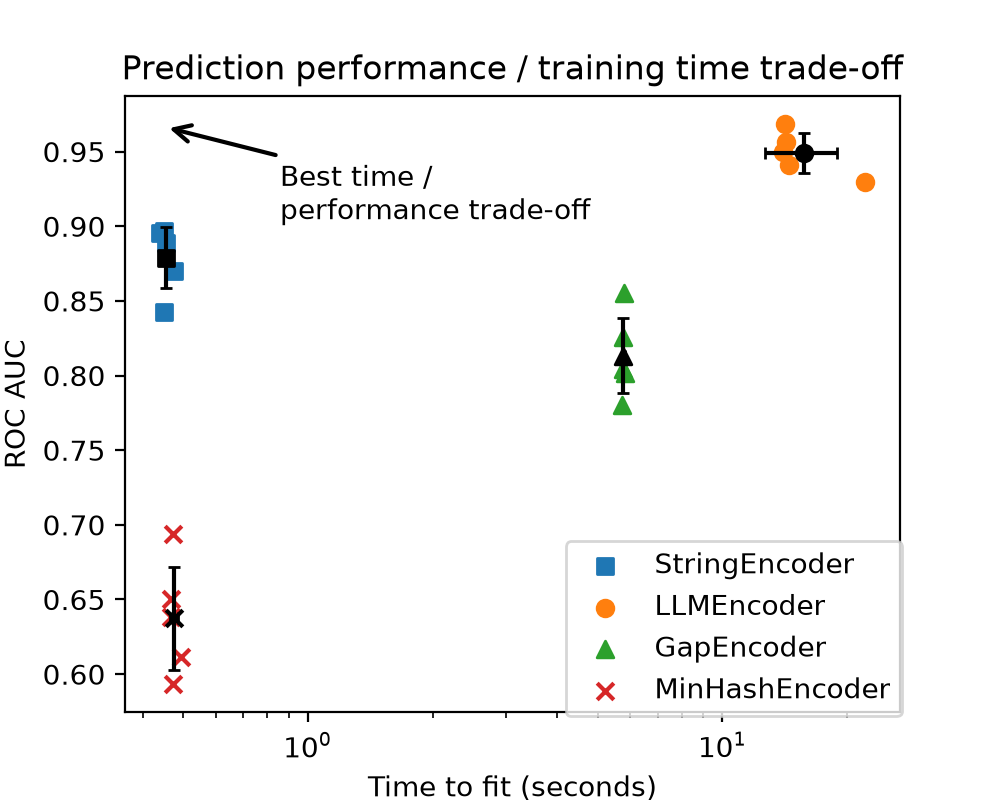 Prediction performance / training time trade-off
Best time /
performance trade-off
ROC AUC
0.95
0.90
0.85
0.80
0.75
0.70
0.65
0.60
StringEncoder
LLMEncoder
GapEncoder
MinHashEncoder
10⁰
10¹
Time to fit (seconds)